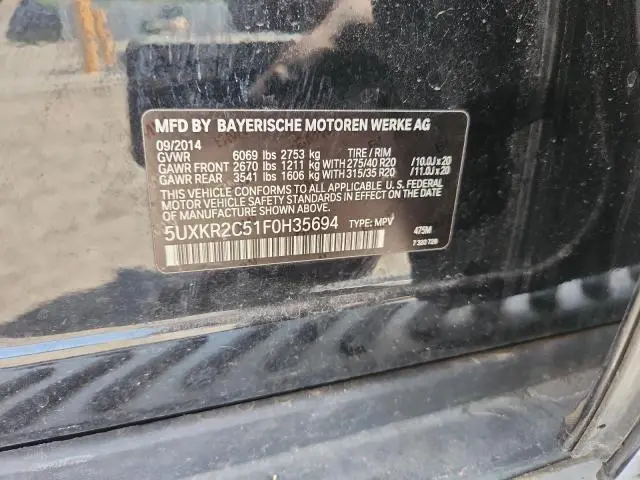 MFD BY BAYERISCHE MOTOREN WERKE AG
09/2014
GVWR 6069 lbs 2753 kg TIRE / RIM
GAWR FRONT 2670 lbs 1211 kg WITH 275/40 R20 /10.0J x 20
GAWR REAR 3541 lbs 1606 kg WITH 315/35 R20 /11.0J x 20
THIS VEHICLE CONFORMS TO ALL APPLICABLE U. S. FEDERAL
MOTOR VEHICLE SAFETY STANDARDS IN EFFECT ON THE DATE
OF MANUFACTURE SHOWN ABOVE.
5UXKR2C51F0H35694 TYPE: MPV 475M